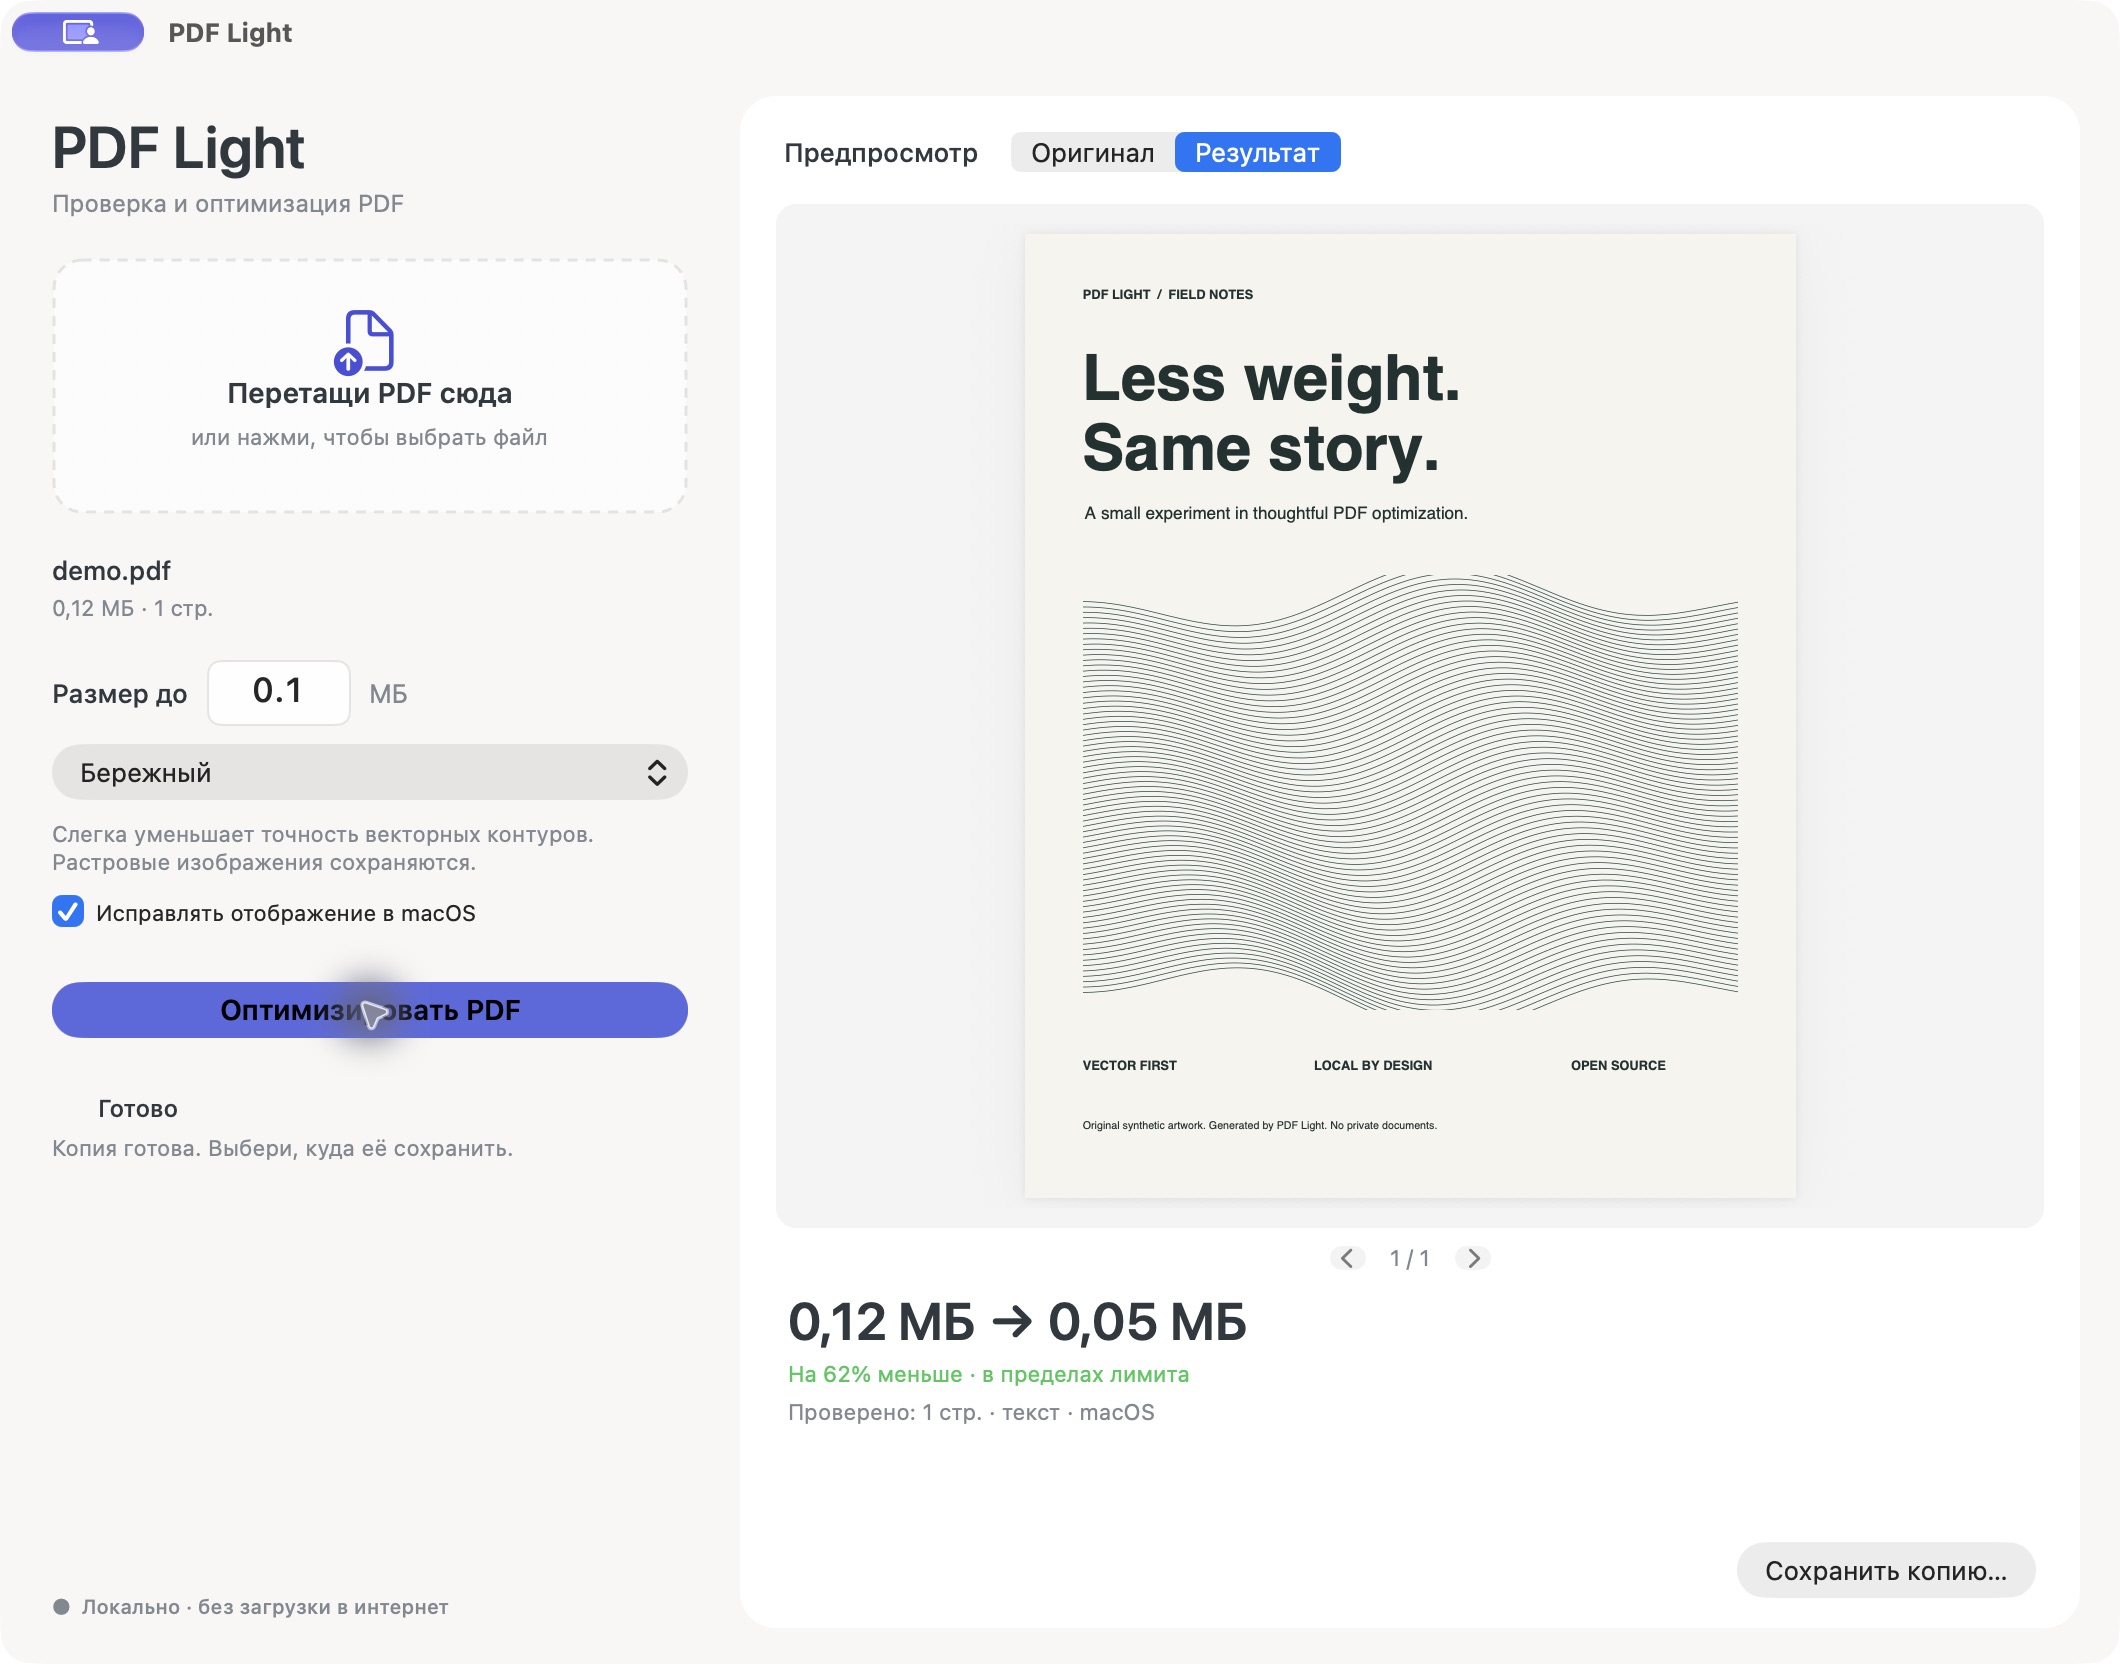 PDF Light
PDF Light
Проверка и оптимизация PDF
Перетащи PDF сюда
или нажми, чтобы выбрать файл
demo.pdf
0,12 МБ · 1 стр.
Размер до 0.1 МБ
Бережный
Слегка уменьшает точность векторных контуров.
Растровые изображения сохраняются.
Исправлять отображение в macOS
Оптимизировать PDF
Готово
Копия готова. Выбери, куда её сохранить.
Локально · без загрузки в интернет
Предпросмотр Оригинал Результат
PDF LIGHT / FIELD NOTES
Less weight.
Same story.
A small experiment in thoughtful PDF optimization.
VECTOR FIRST LOCAL BY DESIGN OPEN SOURCE
Original synthetic artwork. Generated by PDF Light. No private documents.
1 / 1
0,12 МБ → 0,05 МБ
На 62% меньше · в пределах лимита
Проверено: 1 стр. · текст · macOS
Сохранить копию...